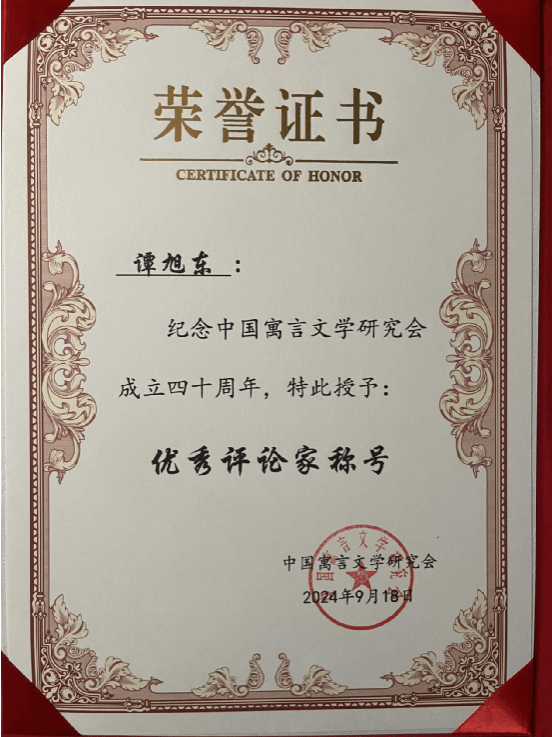 荣誉证书
CERTIFICATE OF HONOR
谭旭东：
纪念中国寓言文学研究会
成立四十周年，特此授予：
优秀评论家称号
中国寓言文学研究会
2024年9月18日